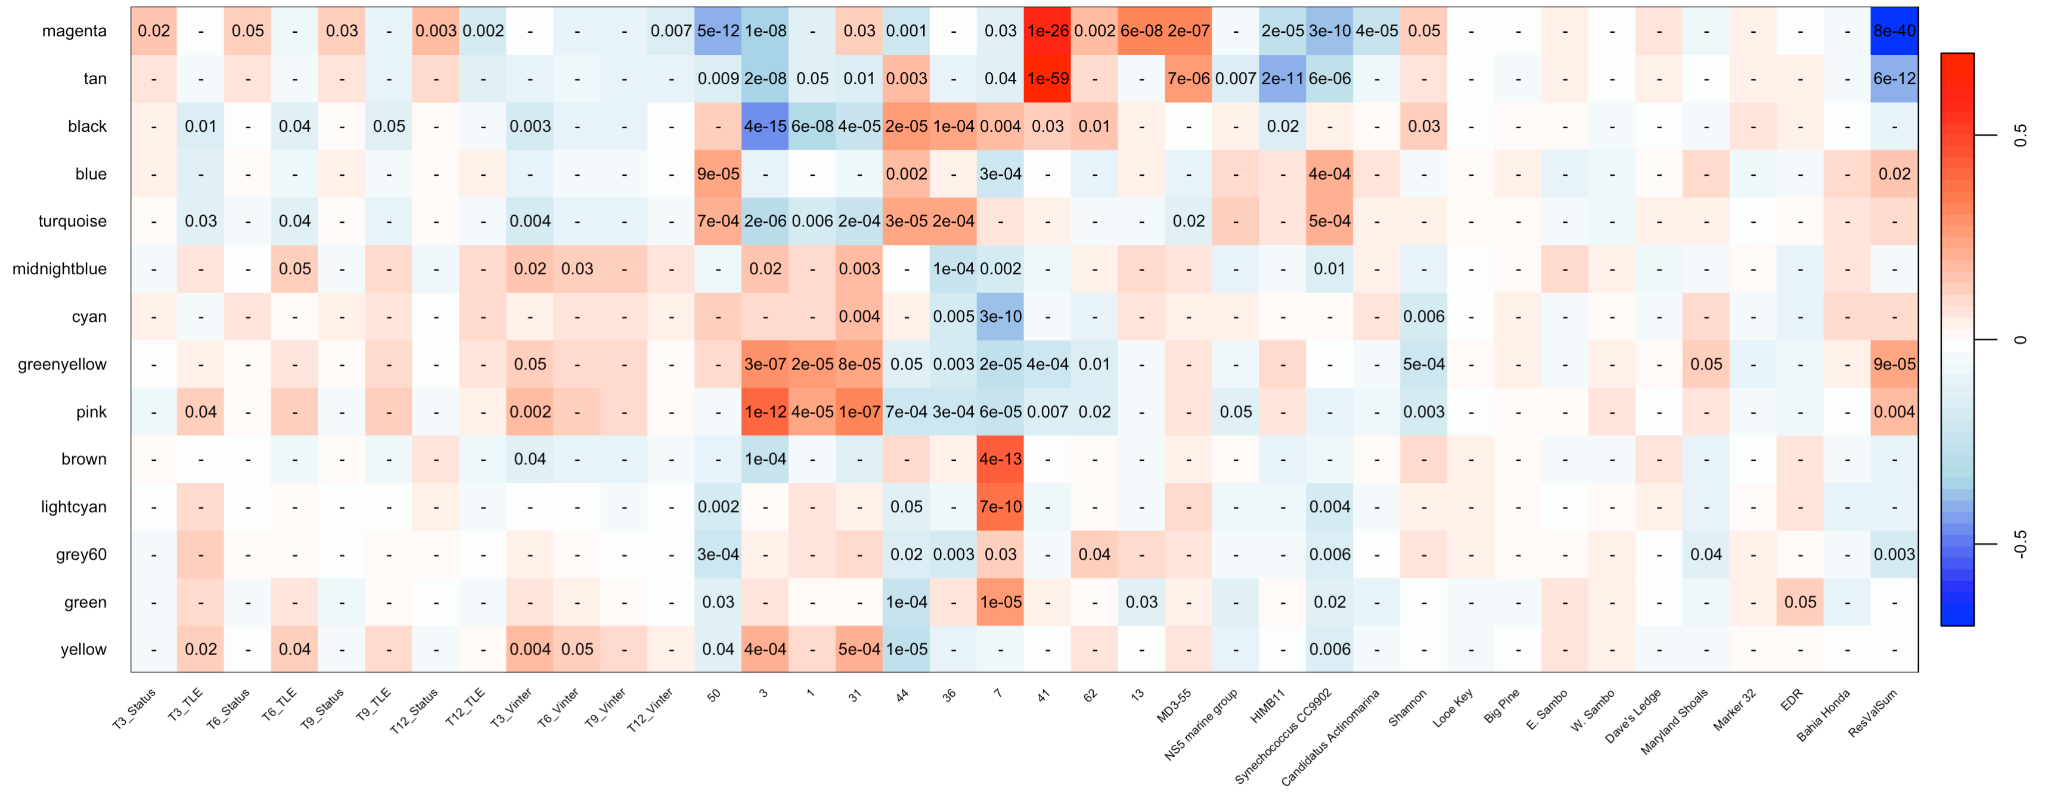 magenta 0.02 - 0.05 - 0.03 - 0.003 0.002 - - - 0.007 5e-12 1e-08 - 0.03 0.001 - 0.03 1e-26 0.002 6e-08 2e-07 - 2e-05 3e-10 4e-05 0.05 - - - - - - - - - 8e-40
tan - - - - - - - - - - - - 0.009 2e-08 0.05 0.01 0.003 - 0.04 1e-59 - - 7e-06 0.007 2e-11 6e-06 - - - - - - - - - - - 6e-12
black - 0.01 - 0.04 - 0.05 - - 0.003 - - - - 4e-15 6e-08 4e-05 2e-05 1e-04 0.004 0.03 0.01 - - - 0.02 - - 0.03 - - - - - - - - - -
blue - - - - - - - - - - - - 9e-05 - - - 0.002 - 3e-04 - - - - - - 4e-04 - - - - - - - - - - - 0.02
turquoise - 0.03 - 0.04 - - - - 0.004 - - - 7e-04 2e-06 0.006 2e-04 3e-05 2e-04 - - - - 0.02 - - 5e-04 - - - - - - - - - - - -
midnightblue - - - 0.05 - - - - 0.02 0.03 - - - 0.02 - 0.003 - 1e-04 0.002 - - - - - - 0.01 - - - - - - - - - - - -
cyan - - - - - - - - - - - - - - - 0.004 - 0.005 3e-10 - - - - - - - - 0.006 - - - - - - - - - -
greenyellow - - - - - - - - 0.05 - - - - 3e-07 2e-05 8e-05 0.05 0.003 2e-05 4e-04 0.01 - - - - - - 5e-04 - - - - - 0.05 - - - 9e-05
pink - 0.04 - - - - - - 0.002 - - - - 1e-12 4e-05 1e-07 7e-04 3e-04 6e-05 0.007 0.02 - - 0.05 - - - 0.003 - - - - - - - - - 0.004
brown - - - - - - - - 0.04 - - - - 1e-04 - - - - 4e-13 - - - - - - - - - - - - - - - - - - -
lightcyan - - - - - - - - - - - - 0.002 - - - 0.05 - 7e-10 - - - - - - 0.004 - - - - - - - - - - - -
grey60 - - - - - - - - - - - - 3e-04 - - - 0.02 0.003 0.03 - 0.04 - - - - 0.006 - - - - - - - 0.04 - - - 0.003
green - - - - - - - - - - - - 0.03 - - - 1e-04 - 1e-05 - - 0.03 - - - 0.02 - - - - - - - - - 0.05 - -
yellow - 0.02 - 0.04 - - - - 0.004 0.05 - - 0.04 4e-04 - 5e-04 1e-05 - - - - - - - - 0.006 - - - - - - - - - - - -
T3_Status T3_TLE T6_Status T6_TLE T9_Status T9_TLE T12_Status T12_TLE T3_Vinter T6_Vinter T9_Vinter T12_Vinter 50 3 1 31 44 36 7 41 62 13 MD3-55 NS5 marine group HIMB11 Synechococcus CC9902 Candidatus Actinomarina Shannon Looe Key Big Pine E. Sambo W. Sambo Dave's Ledge Maryland Shoals Marker 32 EDR Bahia Honda ResValSum
0.5
0
-0.5